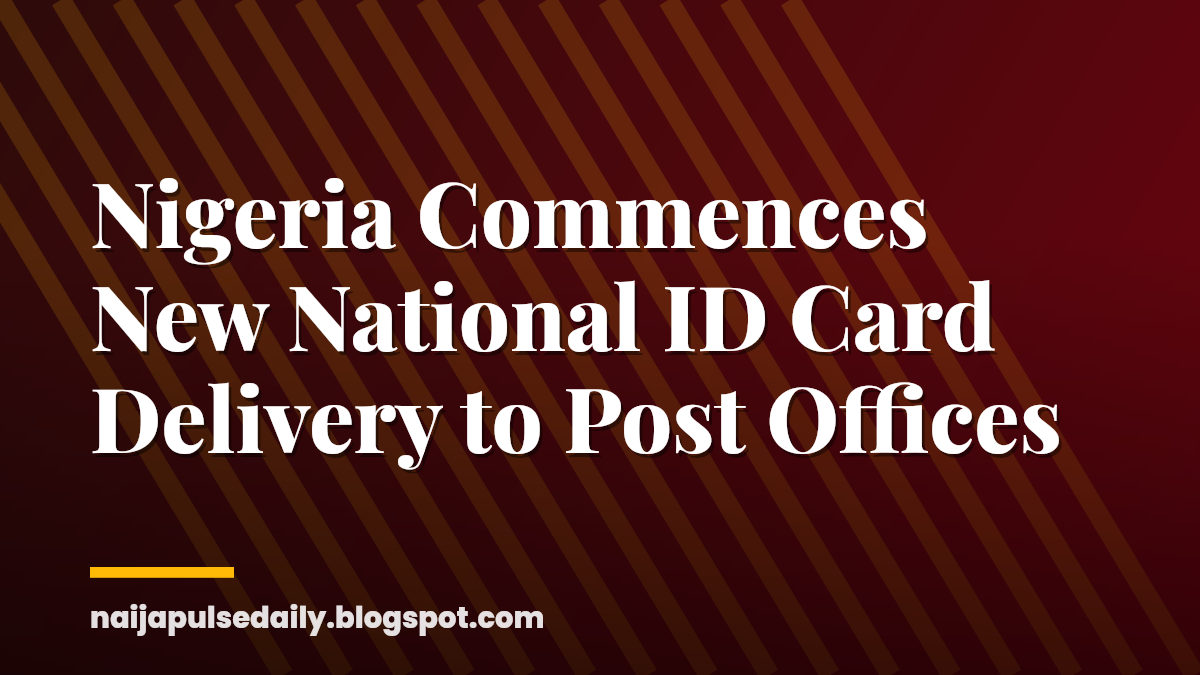 Nigeria Commences
New National ID Card
Delivery to Post Offices
naijapulsedaily.blogspot.com